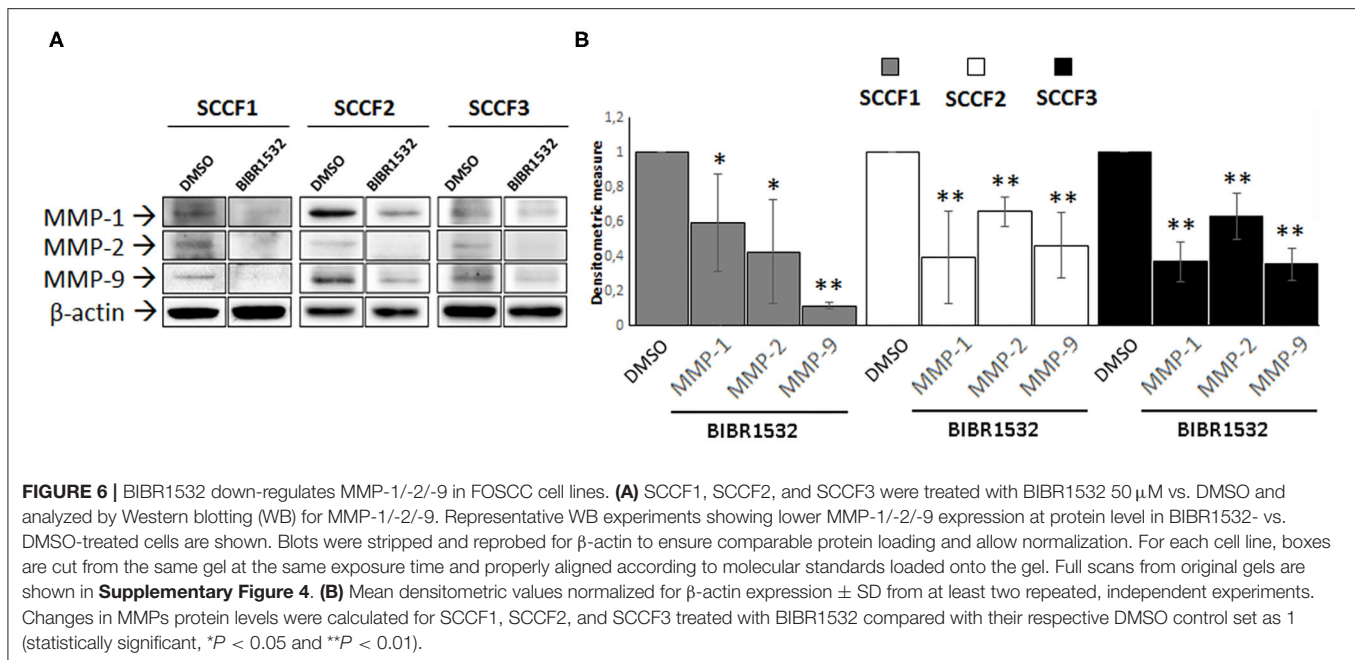 A
SCCF1 SCCF2 SCCF3
DMSO BIBR1532 DMSO BIBR1532 DMSO BIBR1532
MMP-1 →
MMP-2 →
MMP-9 →
β-actin →
B
SCCF1 SCCF2 SCCF3
Densitometric measure
1,2
1
0,8
0,6
0,4
0,2
0
* * ** ** ** ** ** ** **
DMSO MMP-1 MMP-2 MMP-9 DMSO MMP-1 MMP-2 MMP-9 DMSO MMP-1 MMP-2 MMP-9
BIBR1532 BIBR1532 BIBR1532
FIGURE 6 | BIBR1532 down-regulates MMP-1/-2/-9 in FOSCC cell lines. (A) SCCF1, SCCF2, and SCCF3 were treated with BIBR1532 50 μM vs. DMSO and
analyzed by Western blotting (WB) for MMP-1/-2/-9. Representative WB experiments showing lower MMP-1/-2/-9 expression at protein level in BIBR1532- vs.
DMSO-treated cells are shown. Blots were stripped and reprobed for β-actin to ensure comparable protein loading and allow normalization. For each cell line, boxes
are cut from the same gel at the same exposure time and properly aligned according to molecular standards loaded onto the gel. Full scans from original gels are
shown in Supplementary Figure 4. (B) Mean densitometric values normalized for β-actin expression ± SD from at least two repeated, independent experiments.
Changes in MMPs protein levels were calculated for SCCF1, SCCF2, and SCCF3 treated with BIBR1532 compared with their respective DMSO control set as 1
(statistically significant, *P < 0.05 and **P < 0.01).